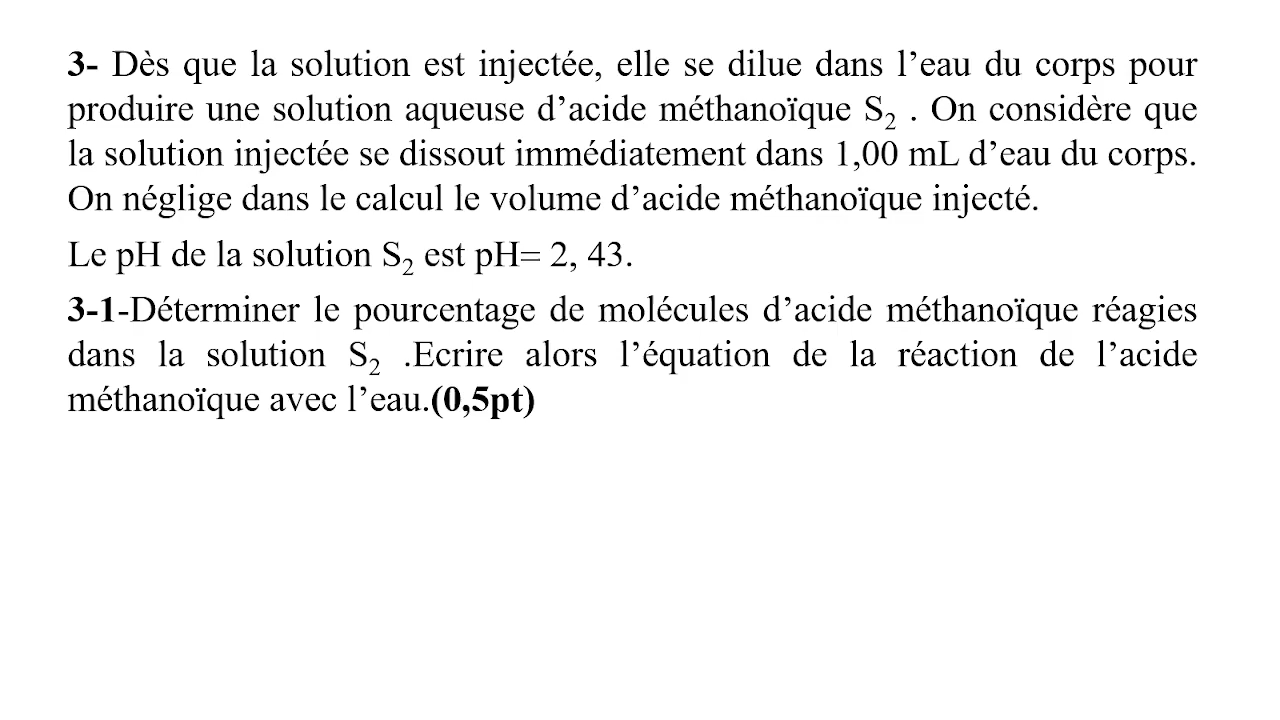 3- Dès que la solution est injectée, elle se dilue dans l’eau du corps pour
produire une solution aqueuse d’acide méthanoïque S₂ . On considère que
la solution injectée se dissout immédiatement dans 1,00 mL d’eau du corps.
On néglige dans le calcul le volume d’acide méthanoïque injecté.
Le pH de la solution S₂ est pH= 2, 43.
3-1-Déterminer le pourcentage de molécules d’acide méthanoïque réagies
dans la solution S₂ .Ecrire alors l’équation de la réaction de l’acide
méthanoïque avec l’eau.(0,5pt)